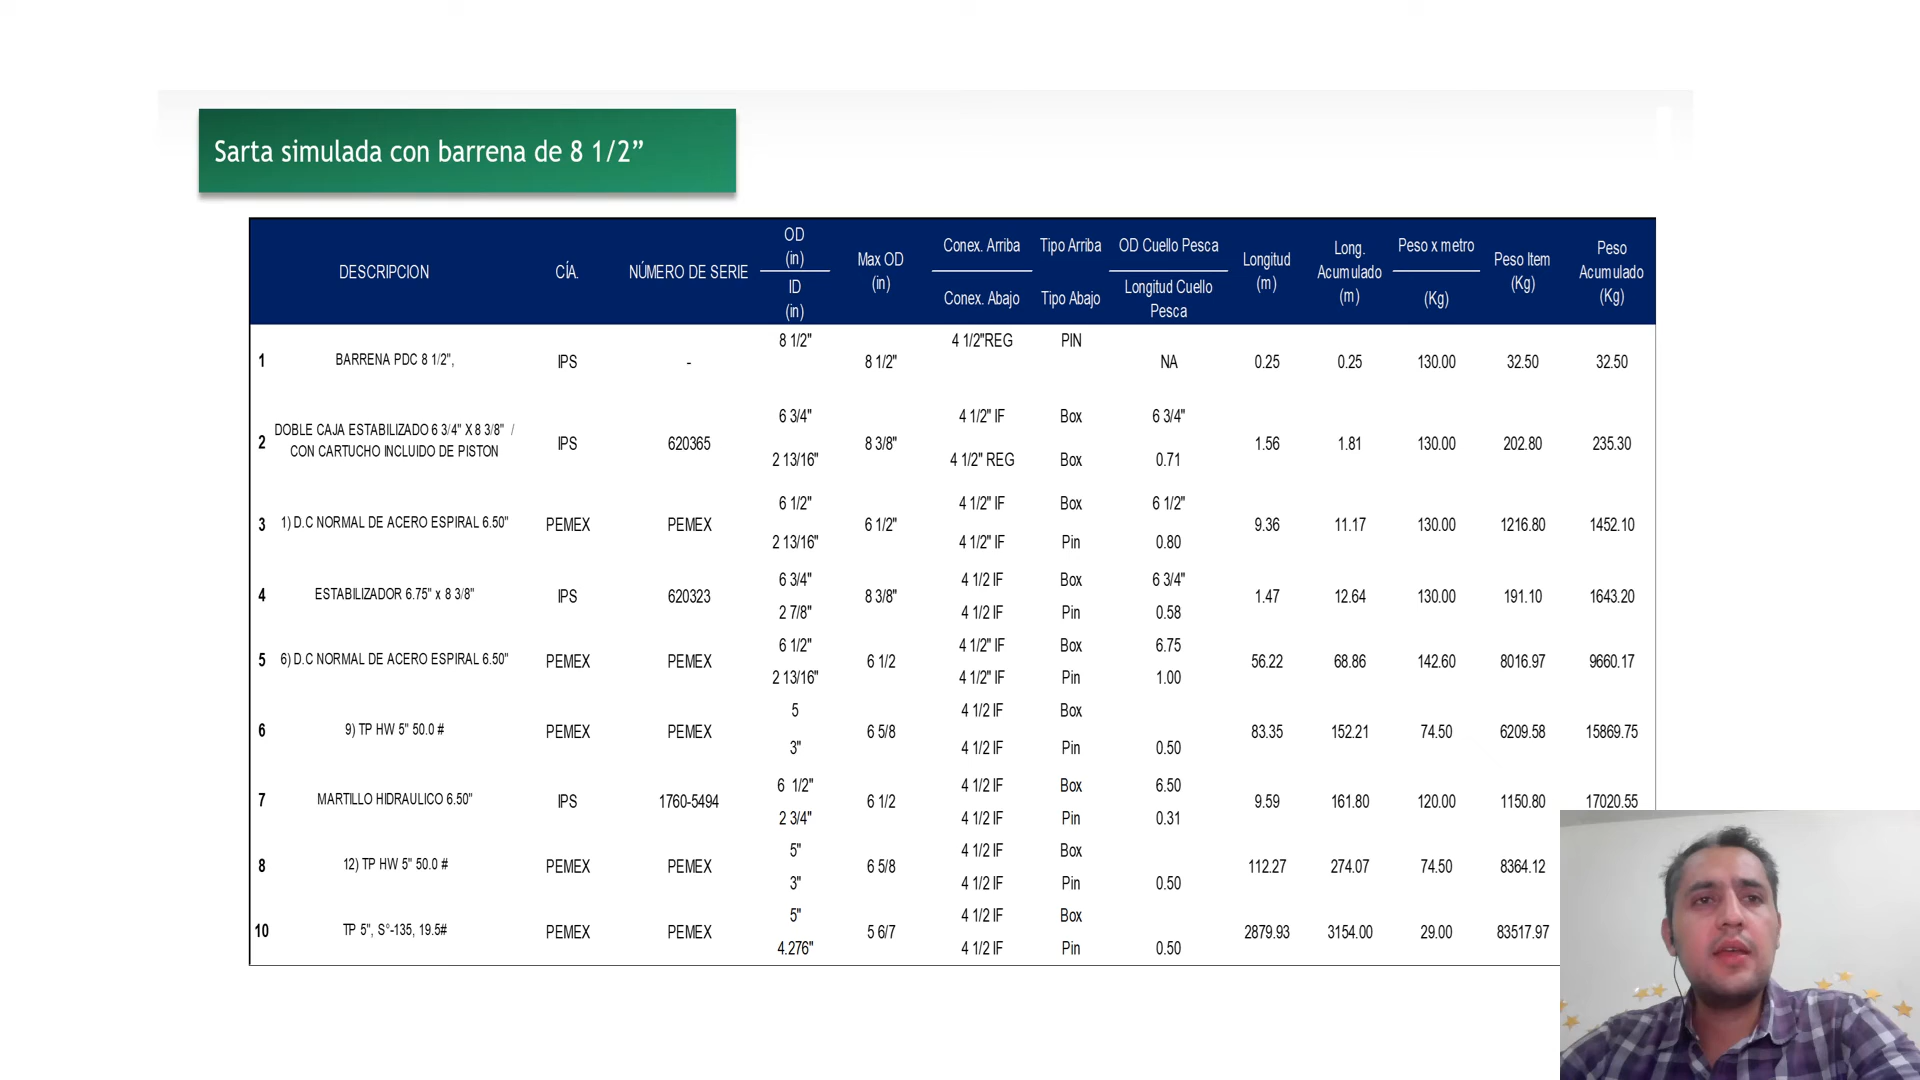 Sarta simulada con barrena de 8 1/2”
DESCRIPCION CÍA. NÚMERO DE SERIE OD (in) ID (in) Max OD (in) Conex. Arriba Conex. Abajo Tipo Arriba Tipo Abajo OD Cuello Pesca Longitud Cuello Pesca Longitud (m) Long. Acumulado (m) Peso x metro (Kg) Peso Item (Kg) Peso Acumulado (Kg)
8 1/2" 4 1/2"REG PIN
1 BARRENA PDC 8 1/2", IPS - 8 1/2" NA 0.25 0.25 130.00 32.50 32.50
6 3/4" 4 1/2" IF Box 6 3/4"
2 DOBLE CAJA ESTABILIZADO 6 3/4" X 8 3/8" / CON CARTUCHO INCLUIDO DE PISTON IPS 620365 8 3/8" 1.56 1.81 130.00 202.80 235.30
2 13/16" 4 1/2" REG Box 0.71
6 1/2" 4 1/2" IF Box 6 1/2"
3 1) D.C NORMAL DE ACERO ESPIRAL 6.50" PEMEX PEMEX 6 1/2" 9.36 11.17 130.00 1216.80 1452.10
2 13/16" 4 1/2" IF Pin 0.80
6 3/4" 4 1/2 IF Box 6 3/4"
4 ESTABILIZADOR 6.75" x 8 3/8" IPS 620323 8 3/8" 1.47 12.64 130.00 191.10 1643.20
2 7/8" 4 1/2 IF Pin 0.58
6 1/2" 4 1/2" IF Box 6.75
5 6) D.C NORMAL DE ACERO ESPIRAL 6.50" PEMEX PEMEX 6 1/2 56.22 68.86 142.60 8016.97 9660.17
2 13/16" 4 1/2" IF Pin 1.00
5 4 1/2 IF Box
6 9) TP HW 5" 50.0 # PEMEX PEMEX 6 5/8 83.35 152.21 74.50 6209.58 15869.75
3" 4 1/2 IF Pin 0.50
6 1/2" 4 1/2 IF Box 6.50
7 MARTILLO HIDRAULICO 6.50" IPS 1760-5494 6 1/2 9.59 161.80 120.00 1150.80 17020.55
2 3/4" 4 1/2 IF Pin 0.31
5" 4 1/2 IF Box
8 12) TP HW 5" 50.0 # PEMEX PEMEX 6 5/8 112.27 274.07 74.50 8364.12
3" 4 1/2 IF Pin 0.50
5" 4 1/2 IF Box
10 TP 5", S°-135, 19.5# PEMEX PEMEX 5 6/7 2879.93 3154.00 29.00 83517.97
4.276" 4 1/2 IF Pin 0.50